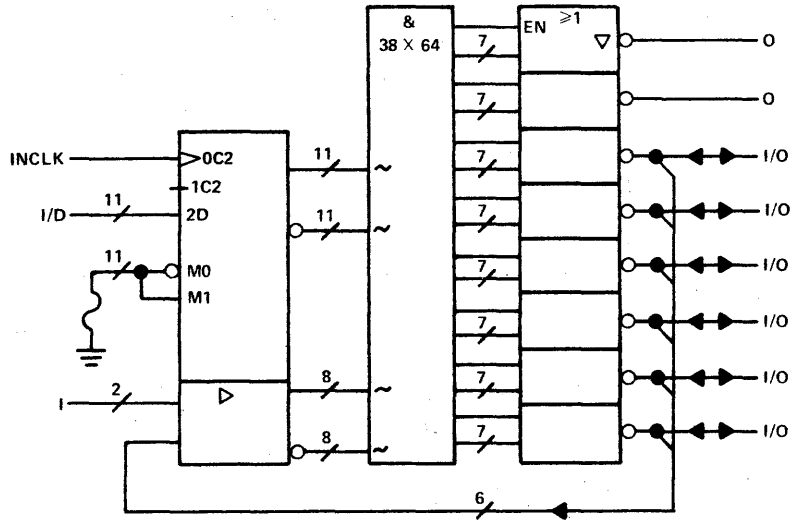 &
38 X 64
EN ≥1
▽
O
O
I/O
I/O
I/O
I/O
I/O
I/O
7
7
7
7
7
7
7
7
INCLK
0C2
1C2
I/D 11 2D
11 M0
M1
I 2
▷
11 ~
11 ~
8 ~
8 ~
6